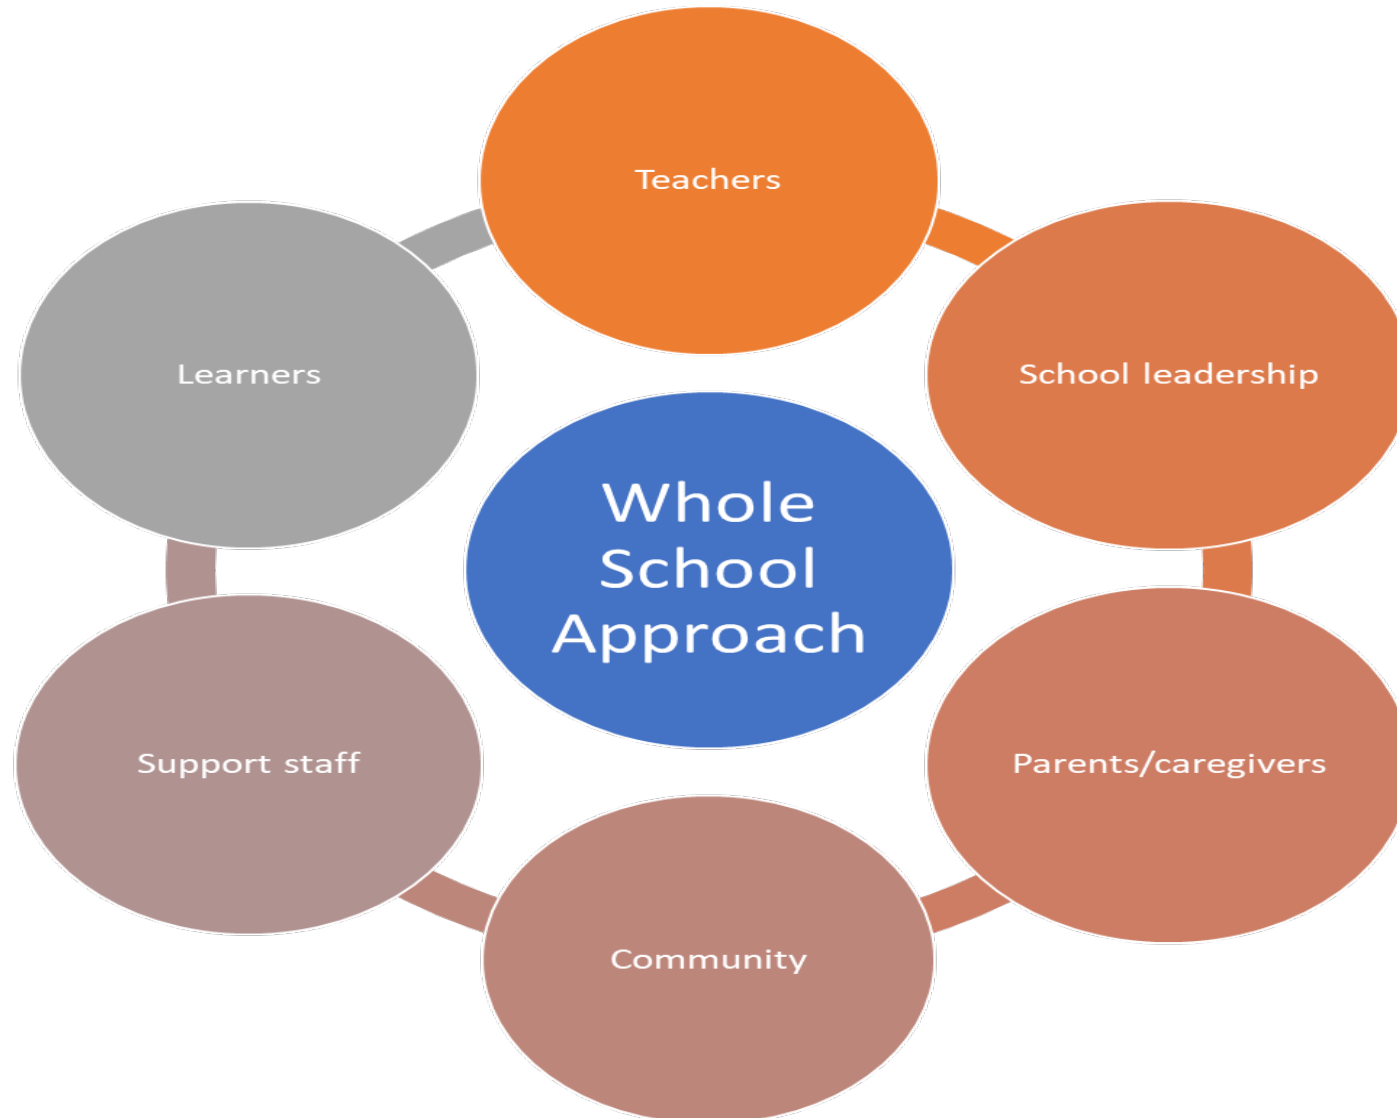 Teachers
School leadership
Learners
Whole
School
Approach
Parents/caregivers
Support staff
Community